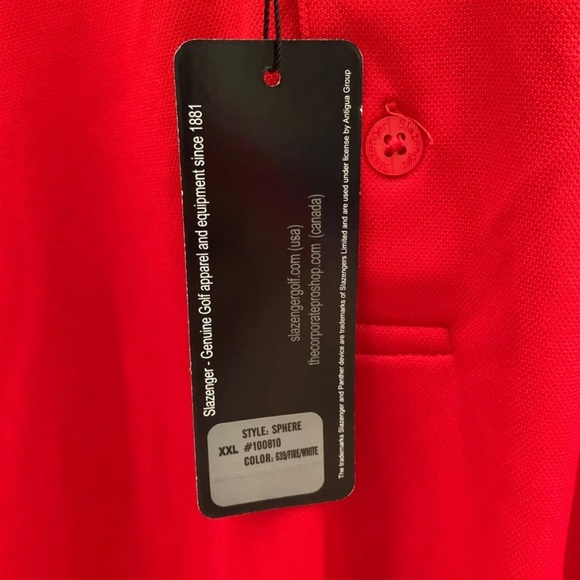 Slazenger - Genuine Golf apparel and equipment since 1881
slazengergolf.com (usa)
thecorporateproshop.com (canada)
The trademarks Slazenger and Panther device are trademarks of Slazengers Limited and are used under license by Antigua Group
STYLE: SPHERE
XXL #100810
COLOR: 635/FIRE/WHITE